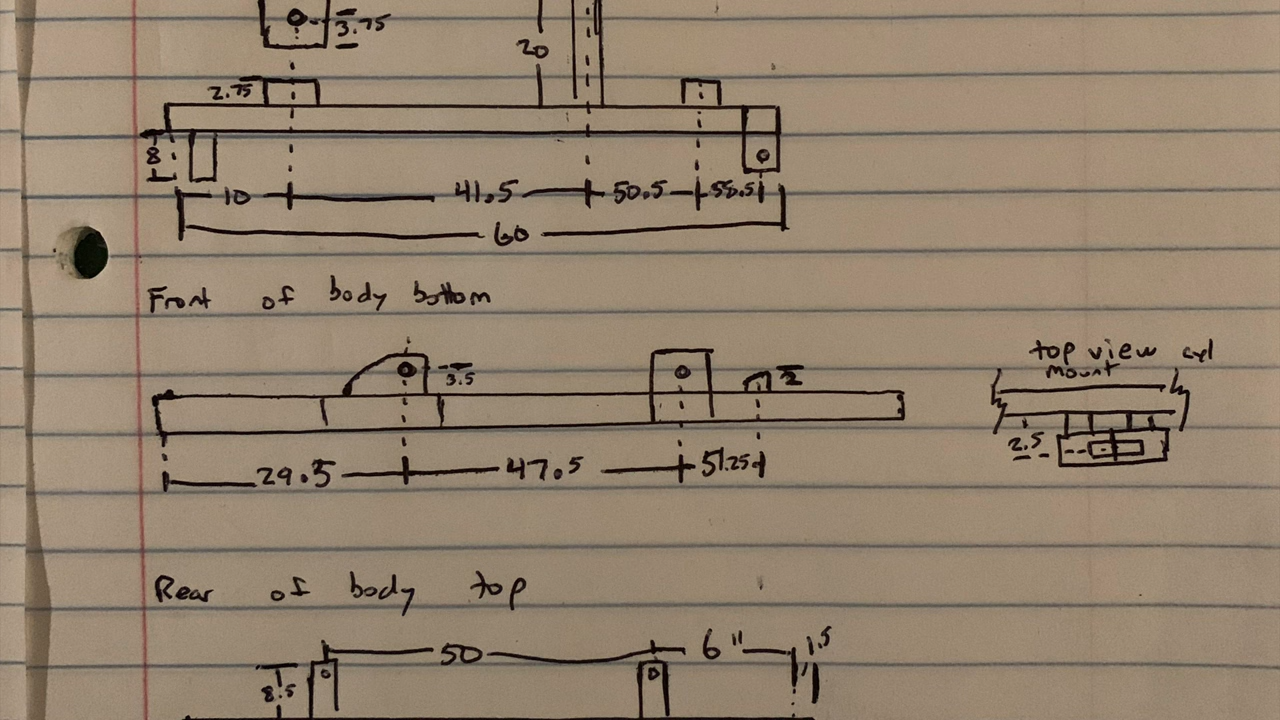 3.75
20
2.75
8
10 41.5 50.5 58.5
60
Front of body bottom
top view cyl
mount
3.5 2
2.5
29.5 47.5 51.25
Rear of body top
50 6" 1.5
8.5